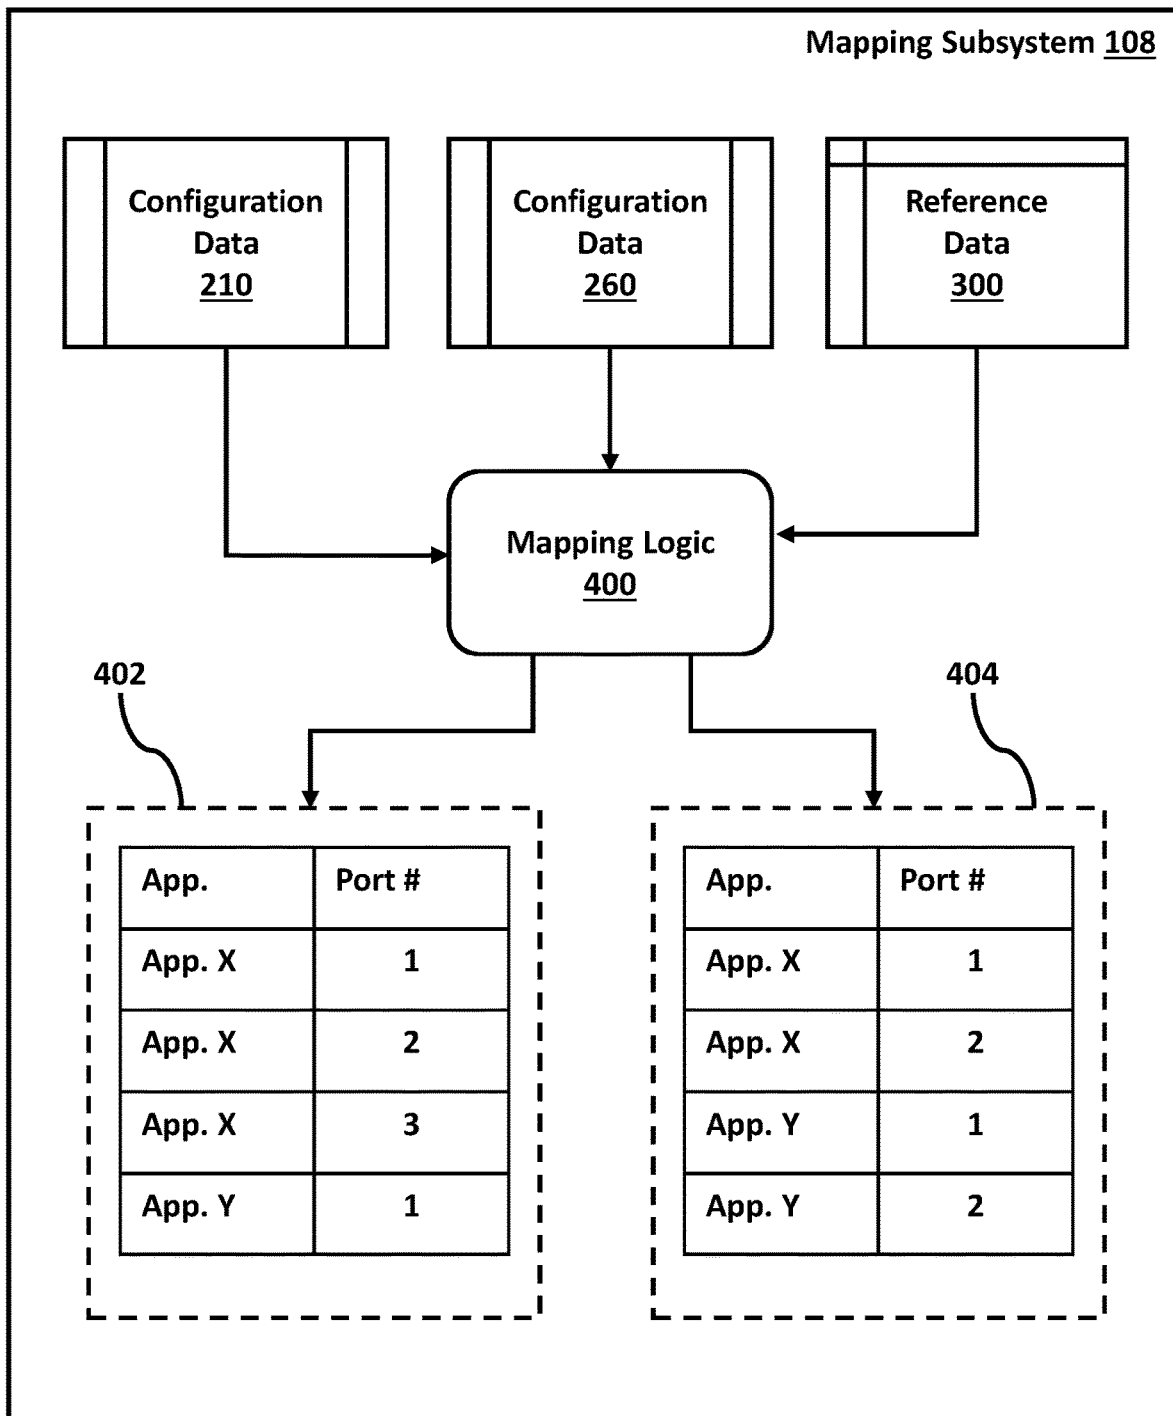 Mapping Subsystem 108
Configuration
Data
210
Configuration
Data
260
Reference
Data
300
Mapping Logic
400
402
404
App. Port #
App. X 1
App. X 2
App. X 3
App. Y 1
App. Port #
App. X 1
App. X 2
App. Y 1
App. Y 2